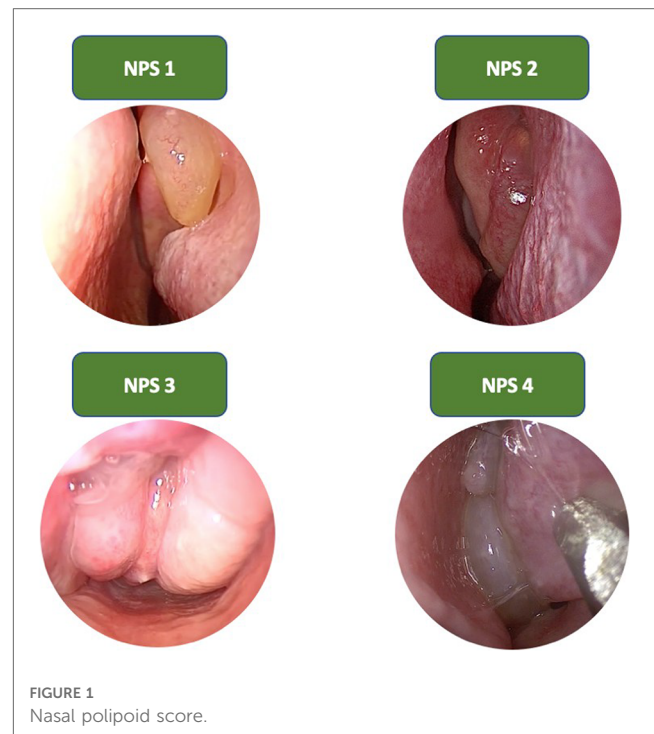 NPS 1
NPS 2
NPS 3
NPS 4
FIGURE 1
Nasal polipoid score.